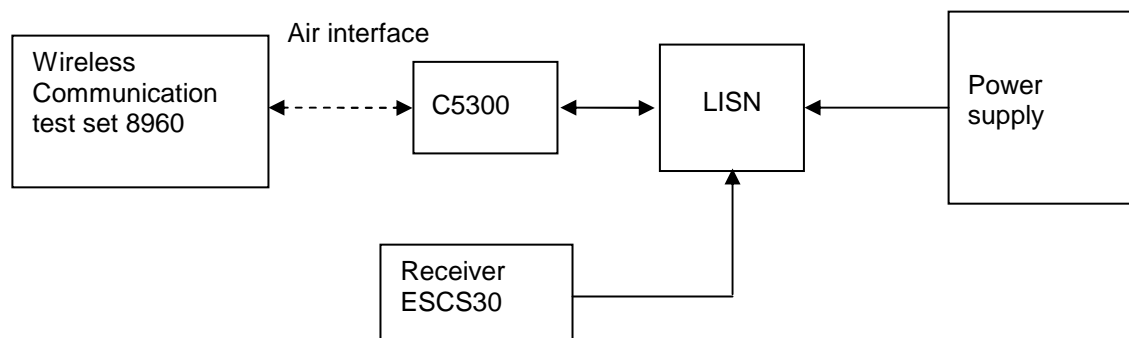 Air interface
Wireless
Communication
test set 8960
C5300
LISN
Power
supply
Receiver
ESCS30